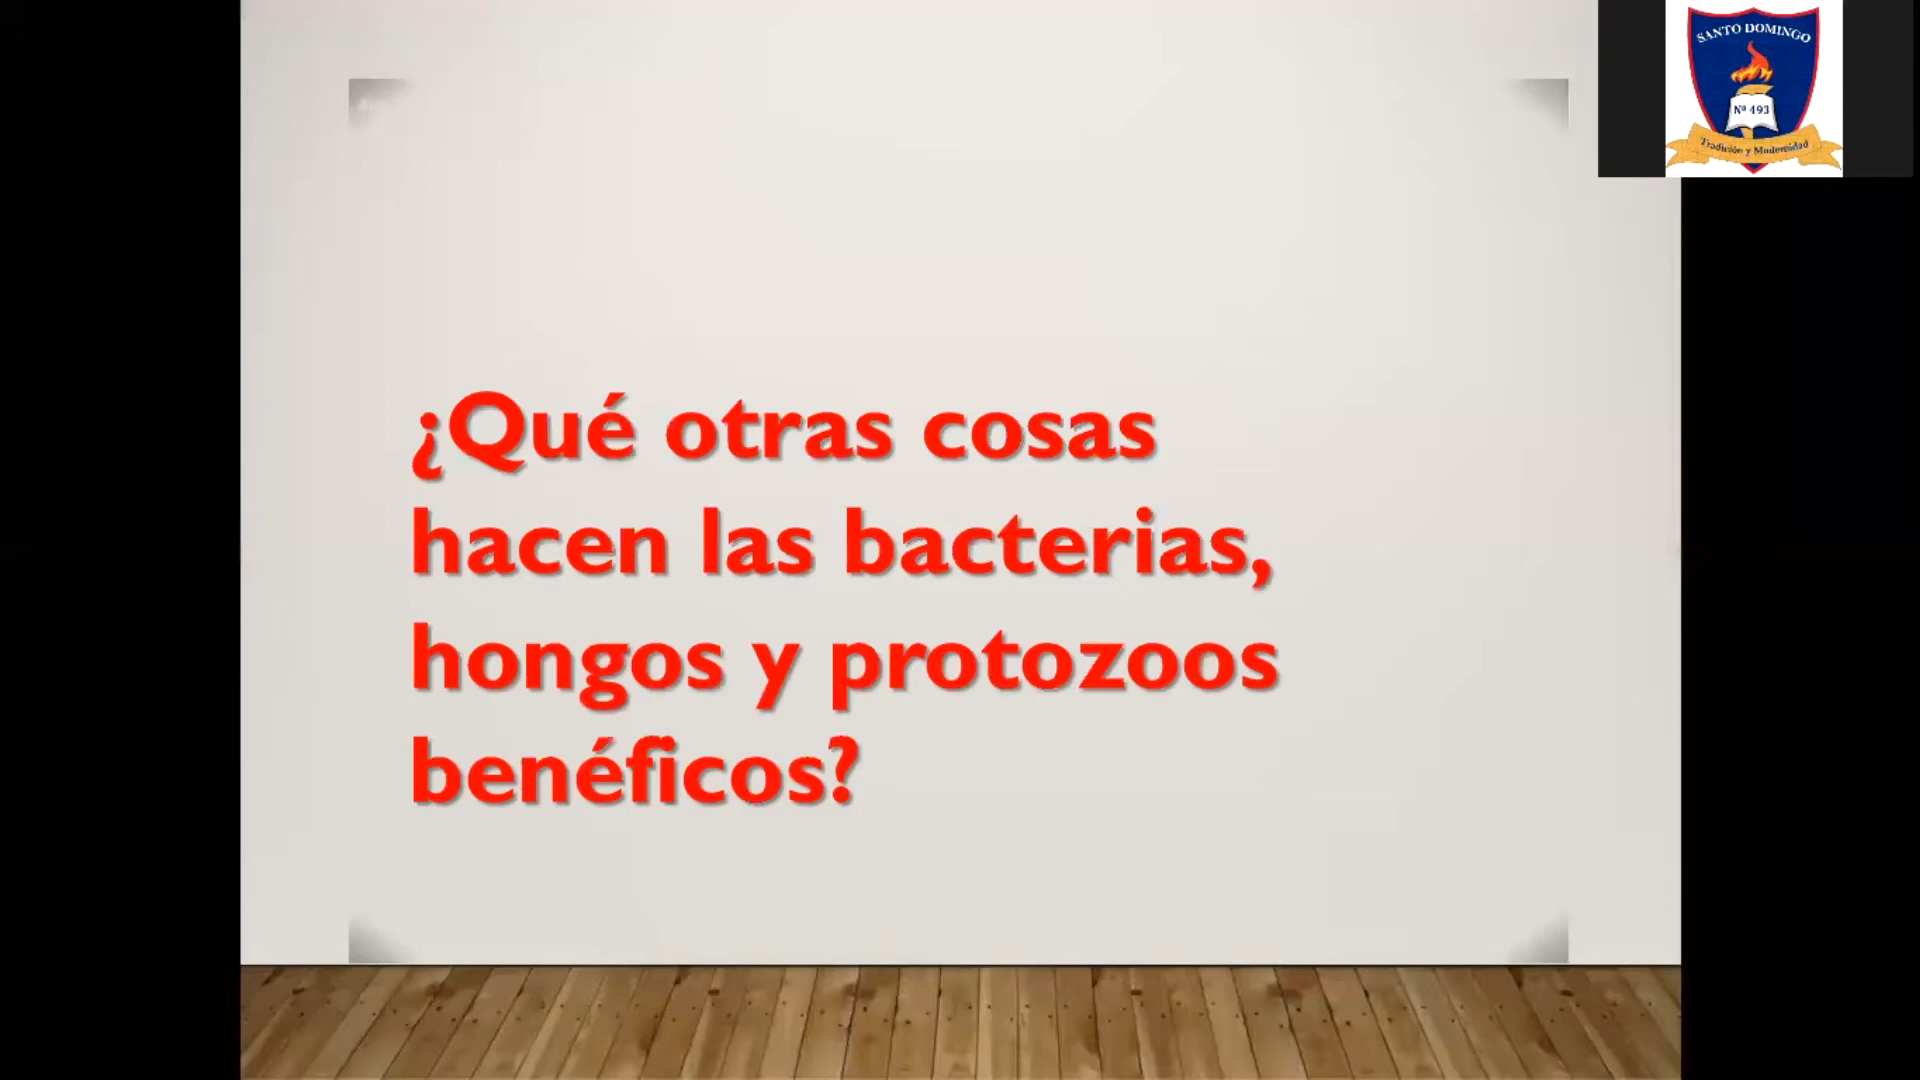 SANTO DOMINGO
Nº 493
Tradición y Modernidad
¿Qué otras cosas
hacen las bacterias,
hongos y protozoos
benéficos?